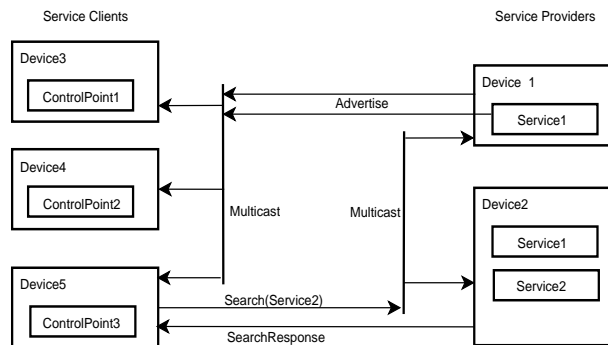 Service Clients
Service Providers
Device3
ControlPoint1
Device 1
Service1
Advertise
Device4
ControlPoint2
Multicast
Multicast
Device2
Service1
Service2
Device5
ControlPoint3
Search(Service2)
SearchResponse